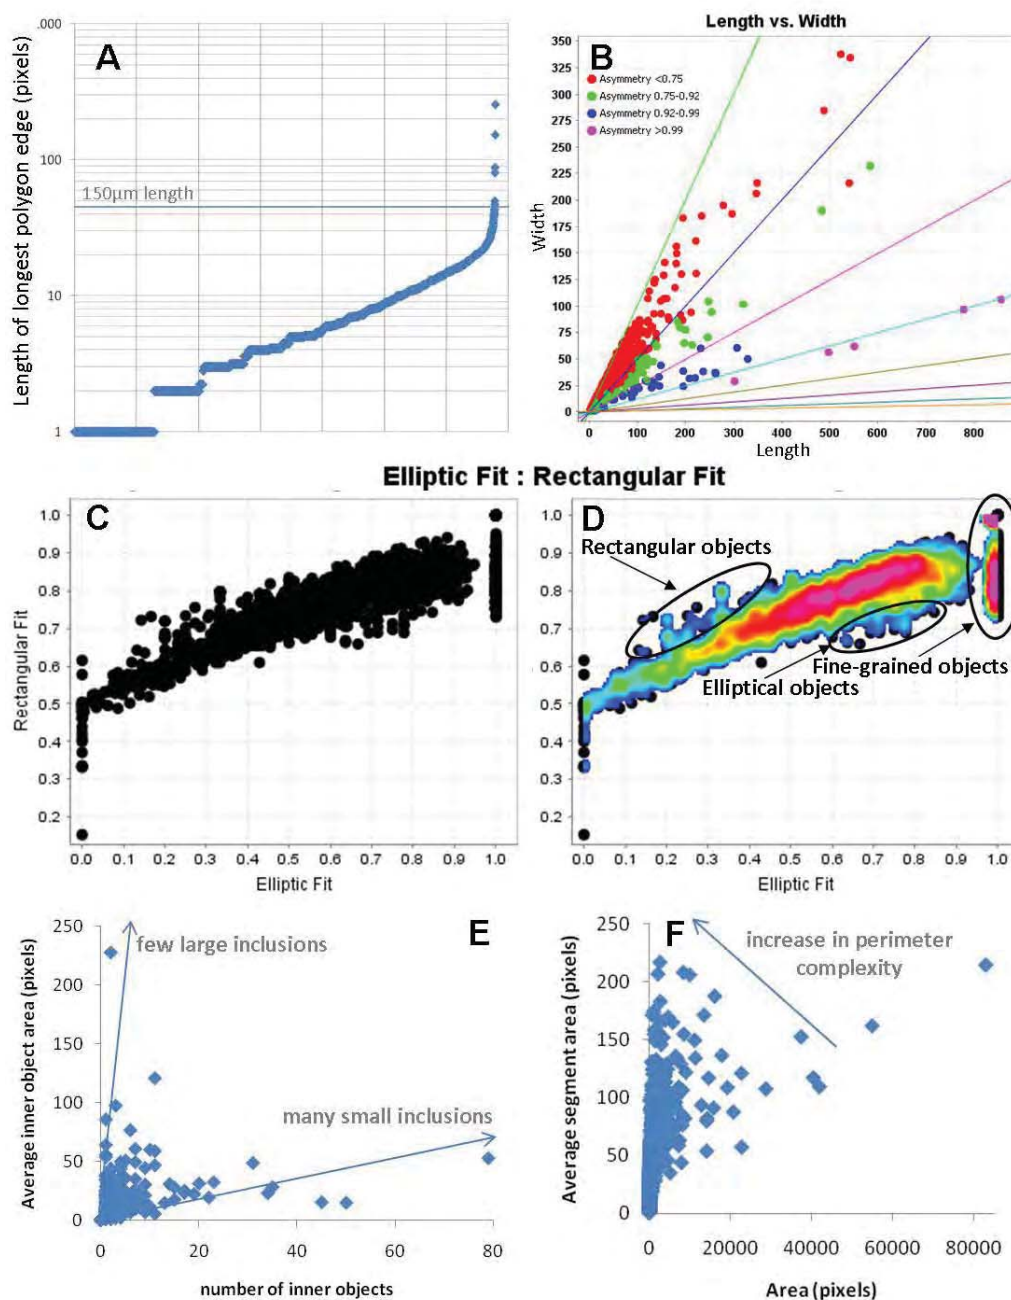 A
Length of longest polygon edge (pixels)
.000
100
10
1
150µm length
Length vs. Width
B
Asymmetry <0.75
Asymmetry 0.75-0.92
Asymmetry 0.92-0.99
Asymmetry >0.99
Width
350
325
300
275
250
225
200
175
150
125
100
75
50
25
0
0 100 200 300 400 500 600 700 800
Length
Elliptic Fit : Rectangular Fit
C
Rectangular Fit
1.0
0.9
0.8
0.7
0.6
0.5
0.4
0.3
0.2
0.0 0.1 0.2 0.3 0.4 0.5 0.6 0.7 0.8 0.9 1.0
Elliptic Fit
D
Rectangular objects
Fine-grained objects
Elliptical objects
1.0
0.9
0.8
0.7
0.6
0.5
0.4
0.3
0.2
0.0 0.1 0.2 0.3 0.4 0.5 0.6 0.7 0.8 0.9 1.0
Elliptic Fit
E
few large inclusions
many small inclusions
Average inner object area (pixels)
250
200
150
100
50
0
0 20 40 60 80
number of inner objects
F
increase in perimeter
complexity
Average segment area (pixels)
250
200
150
100
50
0
0 20000 40000 60000 80000
Area (pixels)